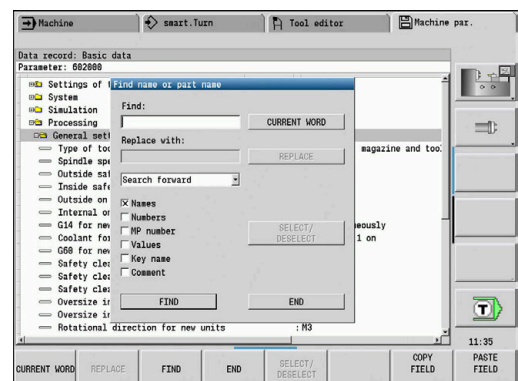 Machine smart.Turn Tool editor Machine par.
Data record: Basic data
Parameter: 602000
Settings of
System
Simulation
Processing
General sett
Type of too magazine and tool
Spindle spe
Outside saf
Inside safe
Outside on
Internal on
G14 for new eously
Coolant for 1 on
G60 for new
Safety clea
Safety clea
Safety clea
Oversize in
Oversize in
Rotational direction for new units : M3
Find name or part name
Find:
CURRENT WORD
Replace with:
REPLACE
Search forward
Names
Numbers
MP number
Values
Key name
Comment
SELECT/
DESELECT
FIND END
T
11:35
CURRENT WORD REPLACE FIND END SELECT/ DESELECT COPY FIELD PASTE FIELD